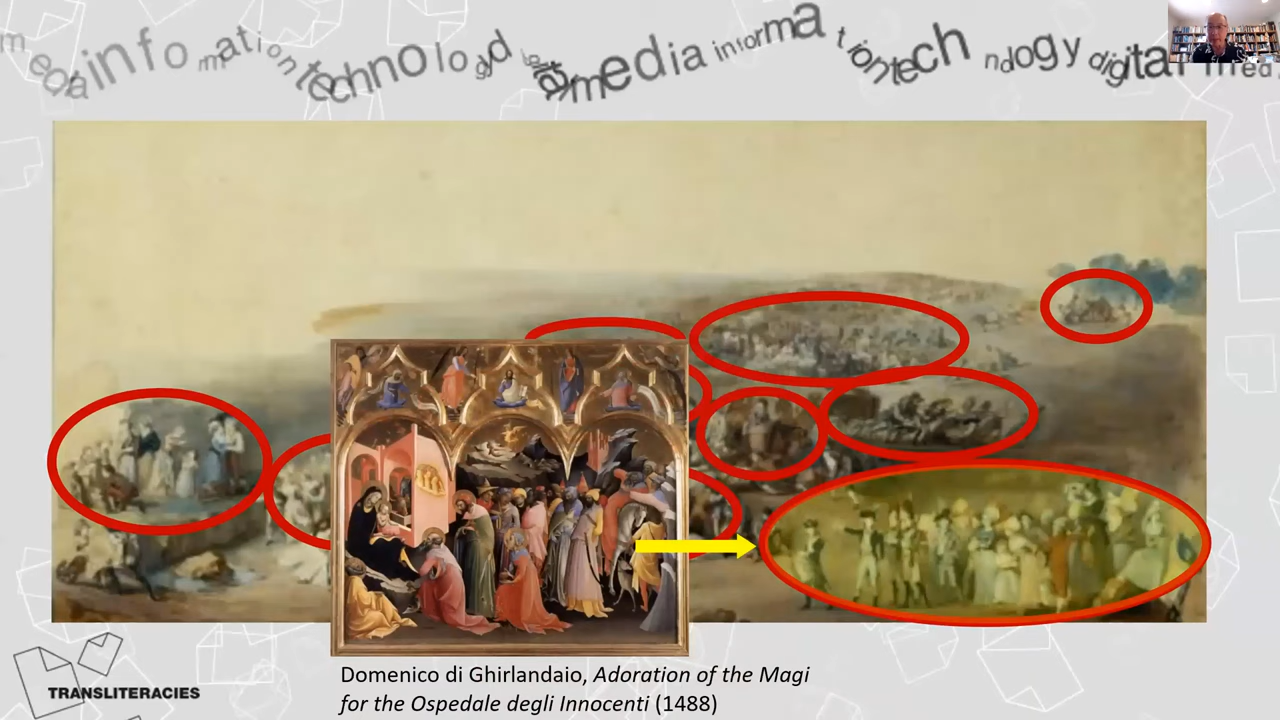 media information technology digital media information technology digital media
TRANSLITERACIES
Domenico di Ghirlandaio, Adoration of the Magi
for the Ospedale degli Innocenti (1488)